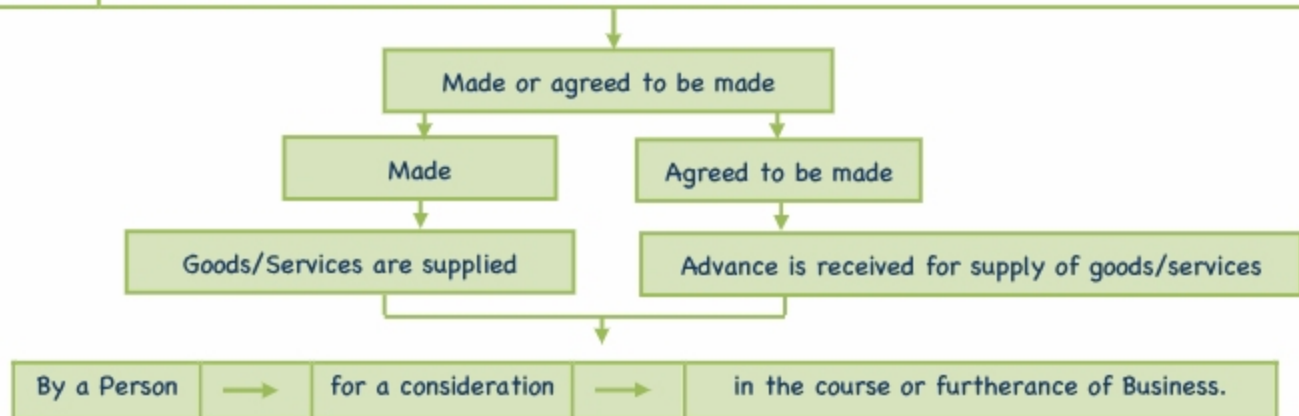 Made or agreed to be made
Made
Agreed to be made
Goods/Services are supplied
Advance is received for supply of goods/services
By a Person
for a consideration
in the course or furtherance of Business.